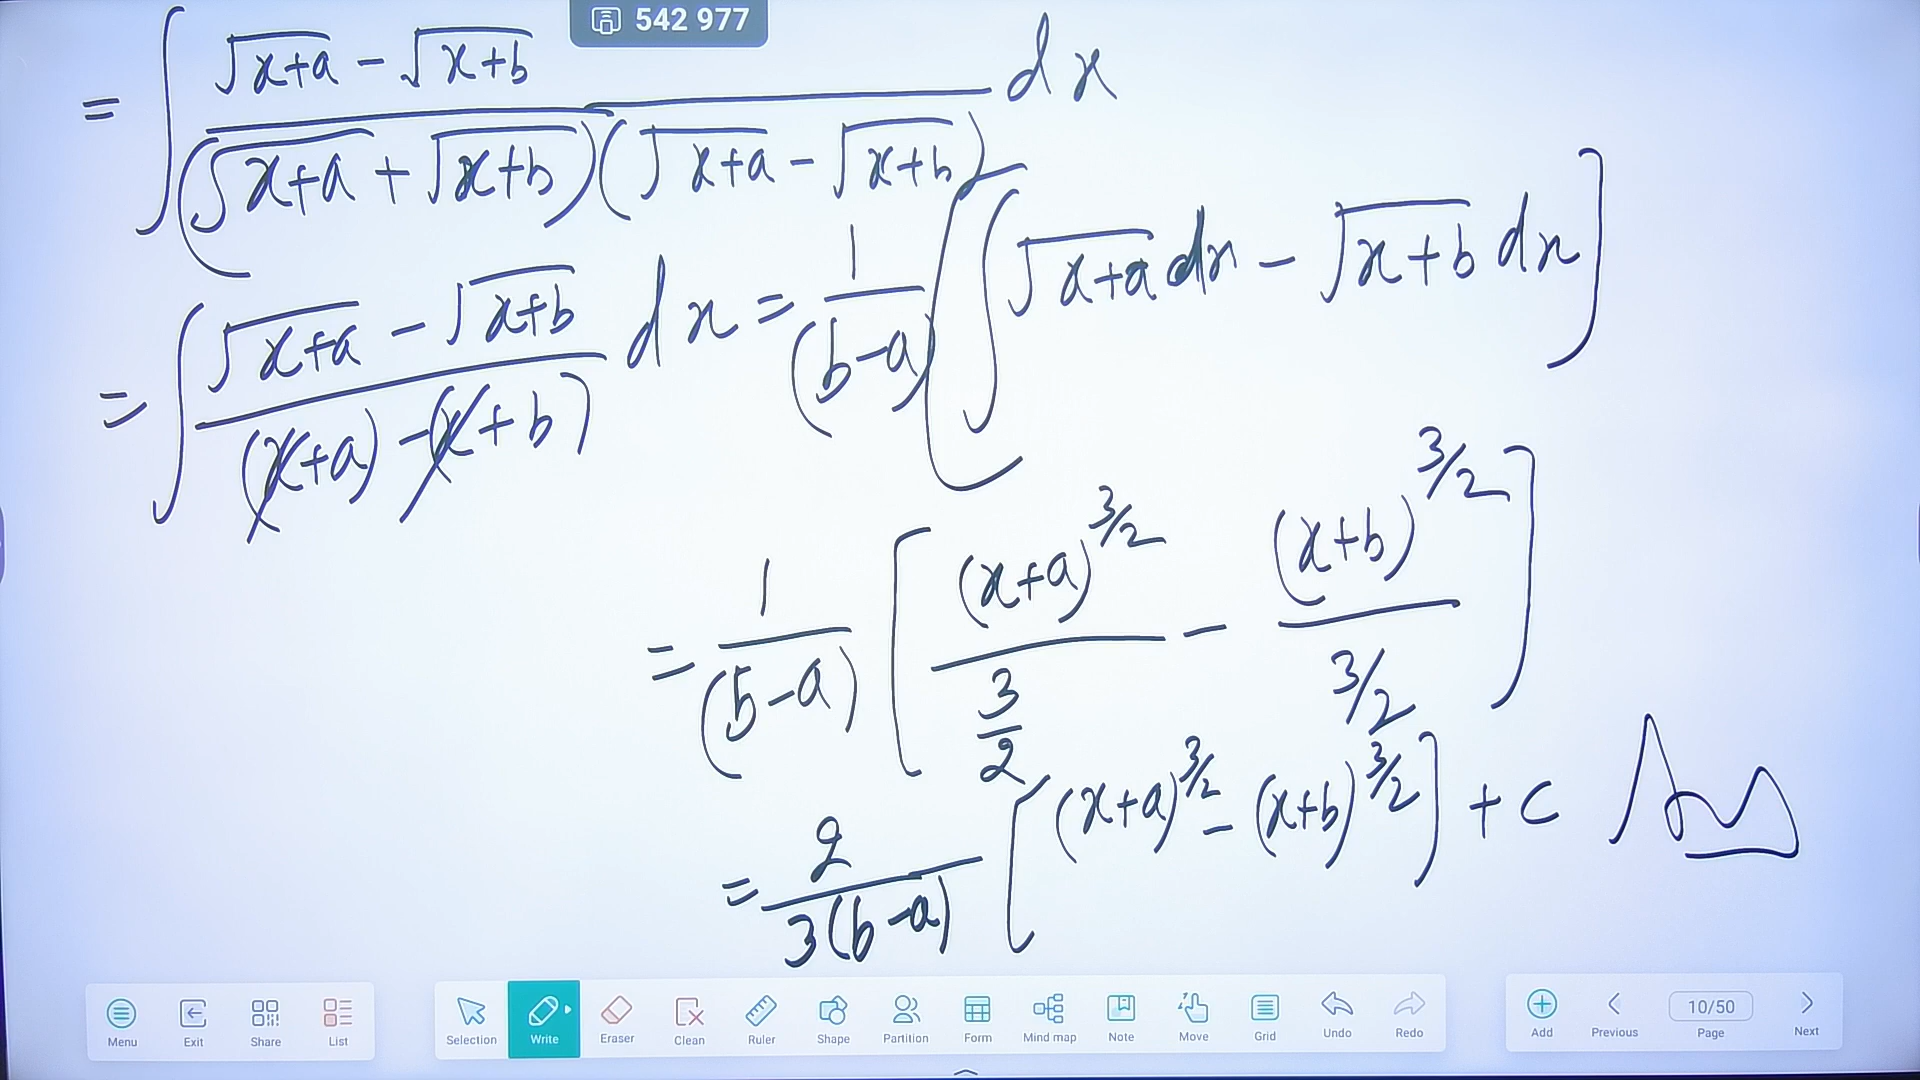 542 977
= ∫ (√(x+a) - √(x+b)) / ((√(x+a) + √(x+b))(√(x+a) - √(x+b))) dx
= ∫ (√(x+a) - √(x+b)) / ((x+a) - (x+b)) dx = 1/(b-a) [∫ √(x+a) dx - √(x+b) dx]
= 1/(b-a) [(x+a)^3/2 / (3/2) - (x+b)^3/2 / (3/2)]
= 2/(3(b-a)) [(x+a)^3/2 - (x+b)^3/2] + c Ans
Menu Exit Share List Selection Write Eraser Clean Ruler Shape Partition Form Mind map Note Move Grid Undo Redo Add Previous 10/50 Page Next